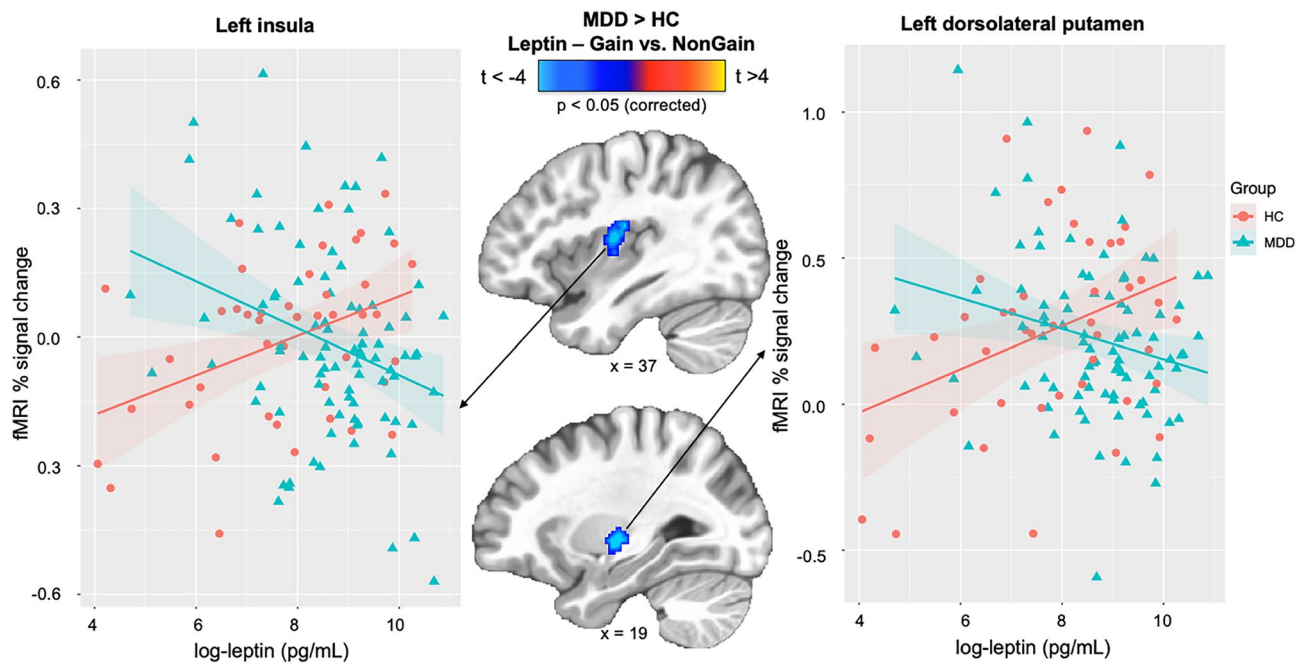 Left insula
0.6
0.3
0.0
0.3
-0.6
fMRI % signal change
4
6
8
10
log-leptin (pg/mL)
MDD > HC
Leptin – Gain vs. NonGain
t < -4
t >4
p < 0.05 (corrected)
x = 37
x = 19
Left dorsolateral putamen
1.0
0.5
0.0
-0.5
fMRI % signal change
4
6
8
10
log-leptin (pg/mL)
Group
HC
MDD